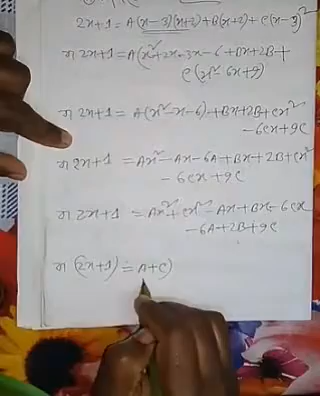 2x+1 = A(x-3)(x+2)+B(x+2)+C(x-3)²
বা 2x+1 = A(x²+2x-3x-6+Bx+2B+
C(x²-6x+9)
বা 2x+1 = A(x²-x-6)+Bx+2B+cx²
-6cx+9C
বা 2x+1 = Ax²-Ax-6A+Bx+2B+cx²
-6cx+9C
বা 2x+1 = Ax²+cx²-Ax+Bx-6cx
-6A+2B+9C
বা (2x+1) = A+C)